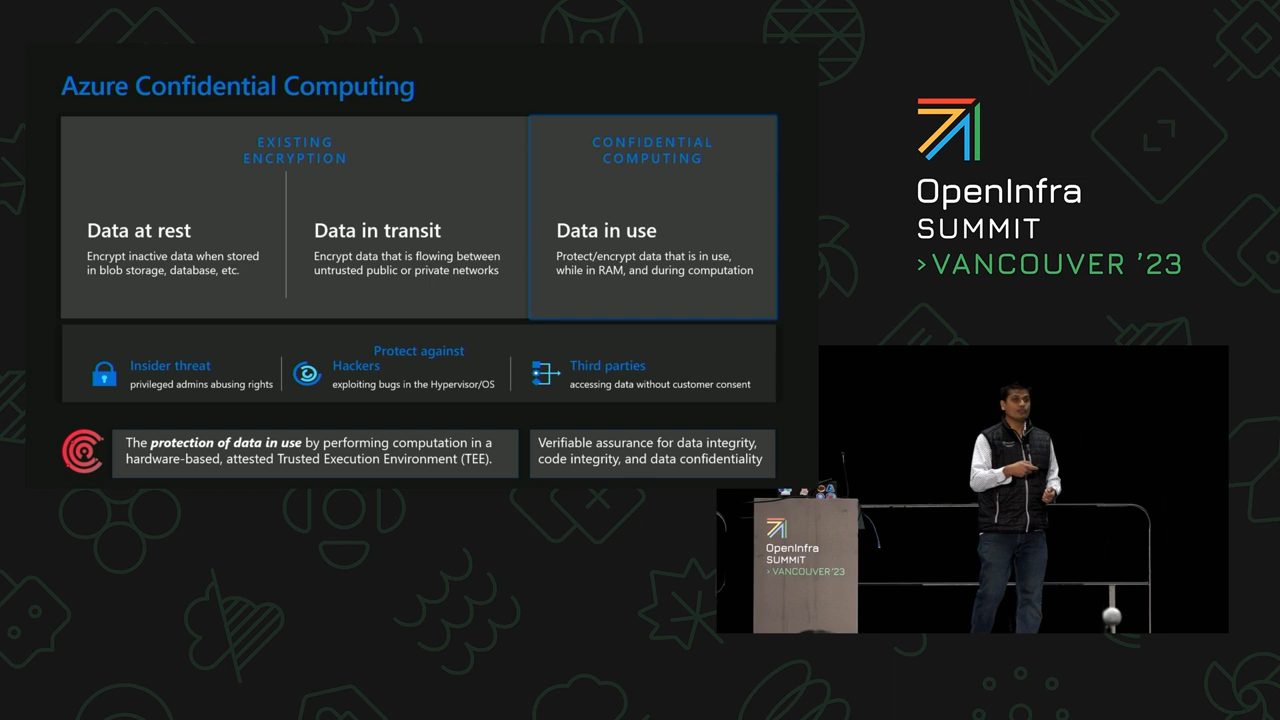 Azure Confidential Computing
EXISTING
ENCRYPTION
CONFIDENTIAL
COMPUTING
Data at rest
Encrypt inactive data when stored
in blob storage, database, etc.
Data in transit
Encrypt data that is flowing between
untrusted public or private networks
Data in use
Protect/encrypt data that is in use,
while in RAM, and during computation
Protect against
Insider threat
privileged admins abusing rights
Hackers
exploiting bugs in the Hypervisor/OS
Third parties
accessing data without customer consent
The protection of data in use by performing computation in a
hardware-based, attested Trusted Execution Environment (TEE).
Verifiable assurance for data integrity,
code integrity, and data confidentiality
OpenInfra
SUMMIT
>VANCOUVER '23
OpenInfra
SUMMIT
>VANCOUVER '23